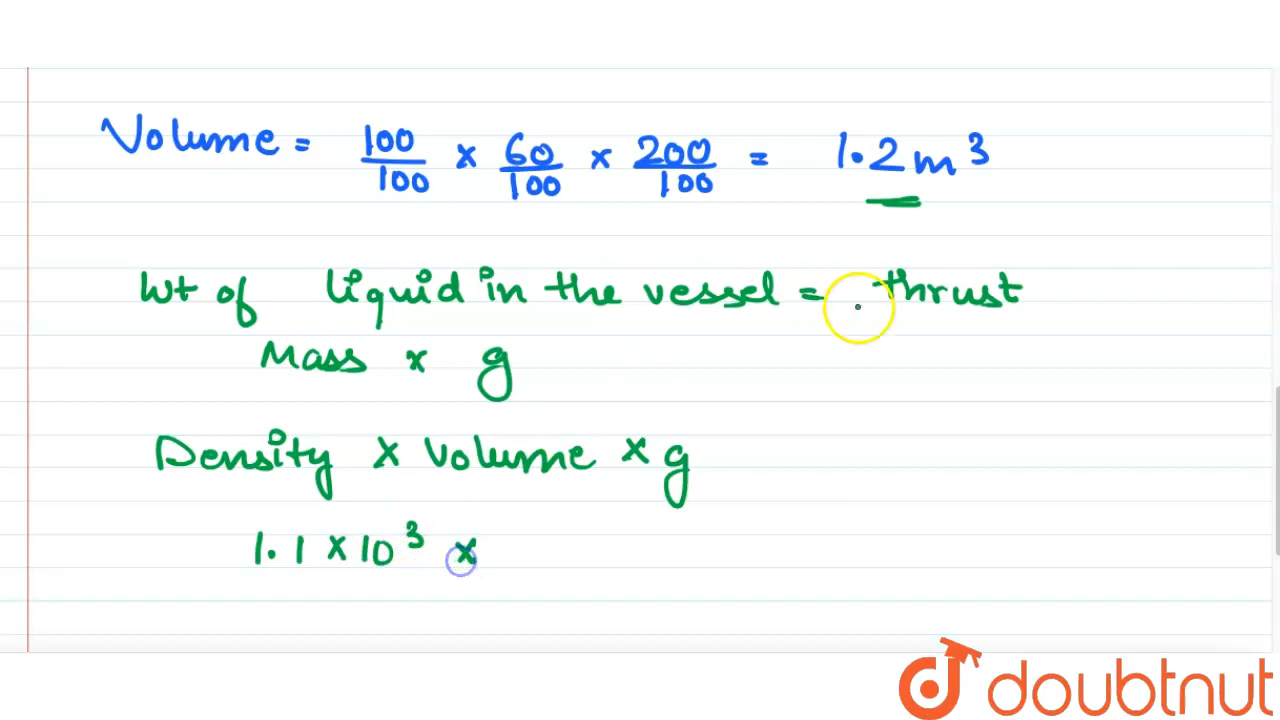 Volume = 100/100 × 60/100 × 200/100 = 1.2 m³
Wt of liquid in the vessel = thrust
Mass × g
Density × volume × g
1.1 × 10³ ×
doubtnut